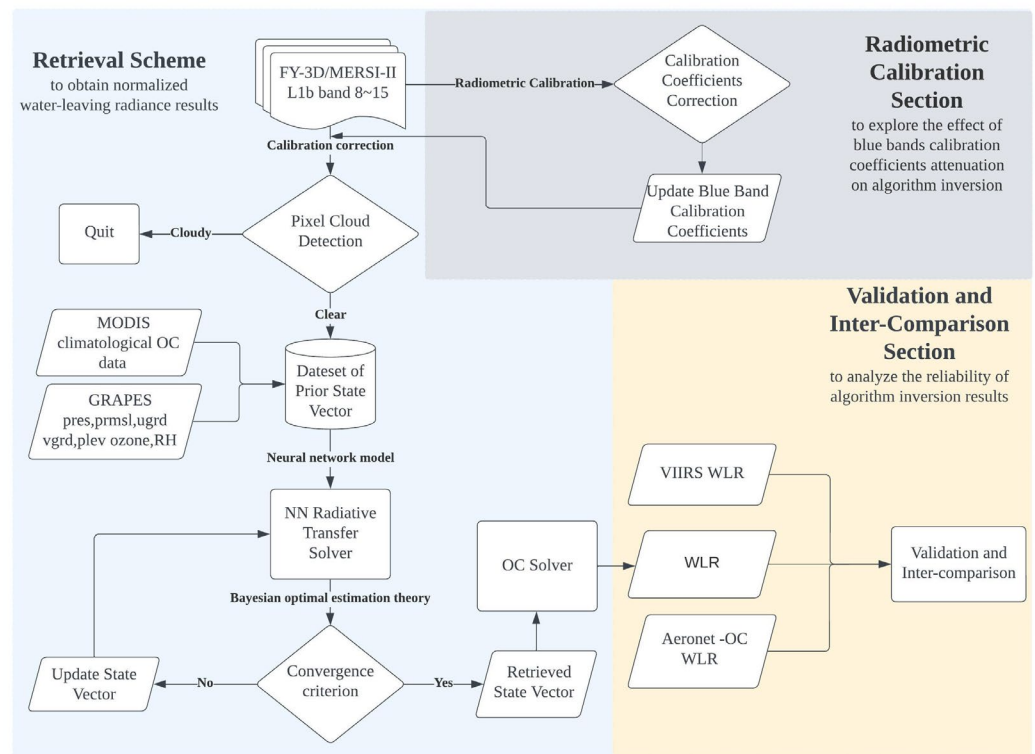 Retrieval Scheme
to obtain normalized
water-leaving radiance results
FY-3D/MERSI-II
L1b band 8~15
Radiometric Calibration
Calibration
Coefficients
Correction
Radiometric
Calibration
Section
to explore the effect of
blue bands calibration
coefficients attenuation
on algorithm inversion
Calibration correction
Update Blue Band
Calibration
Coefficients
Pixel Cloud
Detection
Cloudy
Quit
Clear
MODIS
climatological OC
data
GRAPES
pres,prmsl,ugrd
vgrd,plev ozone,RH
Dateset of
Prior State
Vector
Neural network model
NN Radiative
Transfer
Solver
Bayesian optimal estimation theory
Convergence
criterion
No
Update State
Vector
Yes
Retrieved
State Vector
OC Solver
Validation and
Inter-Comparison
Section
to analyze the reliability of
algorithm inversion results
VIIRS WLR
WLR
Aeronet -OC
WLR
Validation and
Inter-comparison